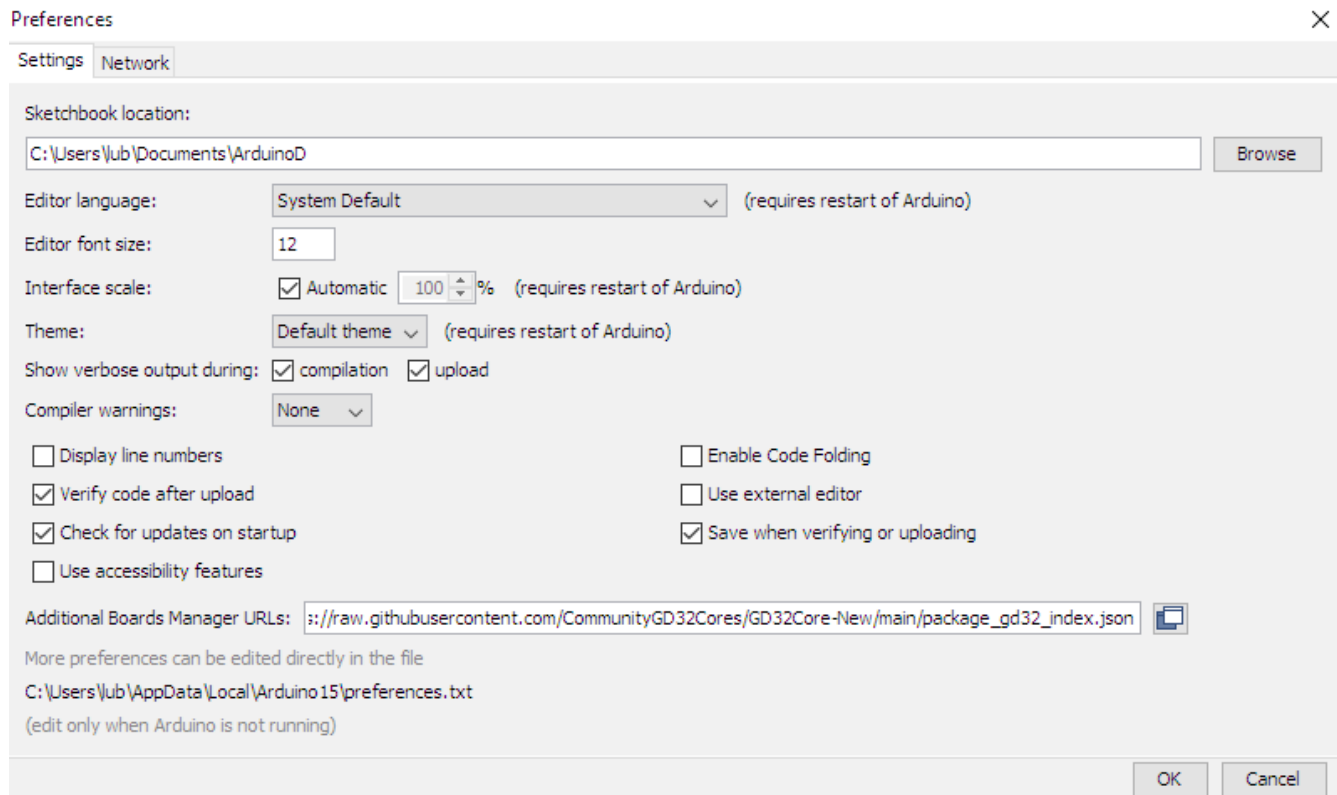 Preferences
Settings Network
Sketchbook location:
C:\Users\lub\Documents\ArduinoD Browse
Editor language: System Default (requires restart of Arduino)
Editor font size: 12
Interface scale: Automatic 100 % (requires restart of Arduino)
Theme: Default theme (requires restart of Arduino)
Show verbose output during: compilation upload
Compiler warnings: None
Display line numbers Enable Code Folding
Verify code after upload Use external editor
Check for updates on startup Save when verifying or uploading
Use accessibility features
Additional Boards Manager URLs: s://raw.githubusercontent.com/CommunityGD32Cores/GD32Core-New/main/package_gd32_index.json
More preferences can be edited directly in the file
C:\Users\lub\AppData\Local\Arduino15\preferences.txt
(edit only when Arduino is not running)
OK Cancel